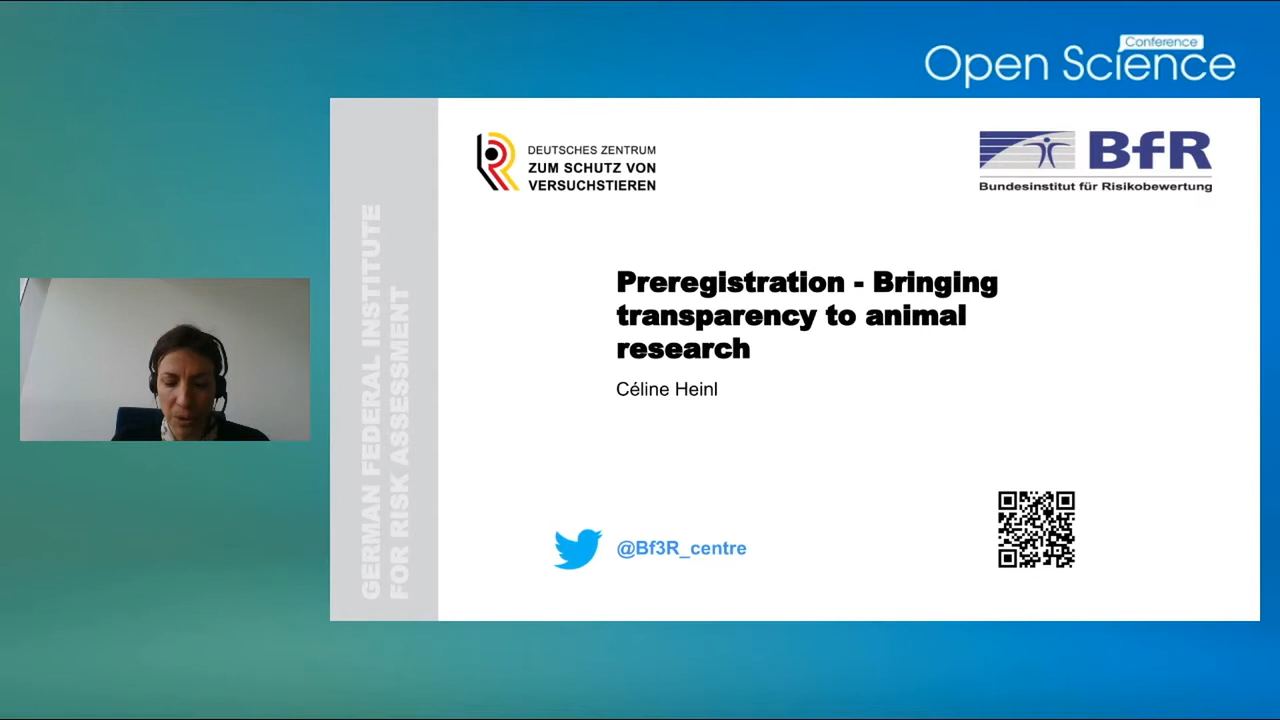 Conference
Open Science
DEUTSCHES ZENTRUM
ZUM SCHUTZ VON
VERSUCHSTIEREN
BfR
Bundesinstitut für Risikobewertung
GERMAN FEDERAL INSTITUTE
FOR RISK ASSESSMENT
Preregistration - Bringing
transparency to animal
research
Céline Heinl
@Bf3R_centre